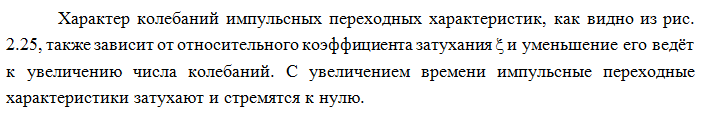 Характер колебаний импульсных переходных характеристик, как видно из рис.
2.25, также зависит от относительного коэффициента затухания ξ и уменьшение его ведёт
к увеличению числа колебаний. С увеличением времени импульсные переходные
характеристики затухают и стремятся к нулю.